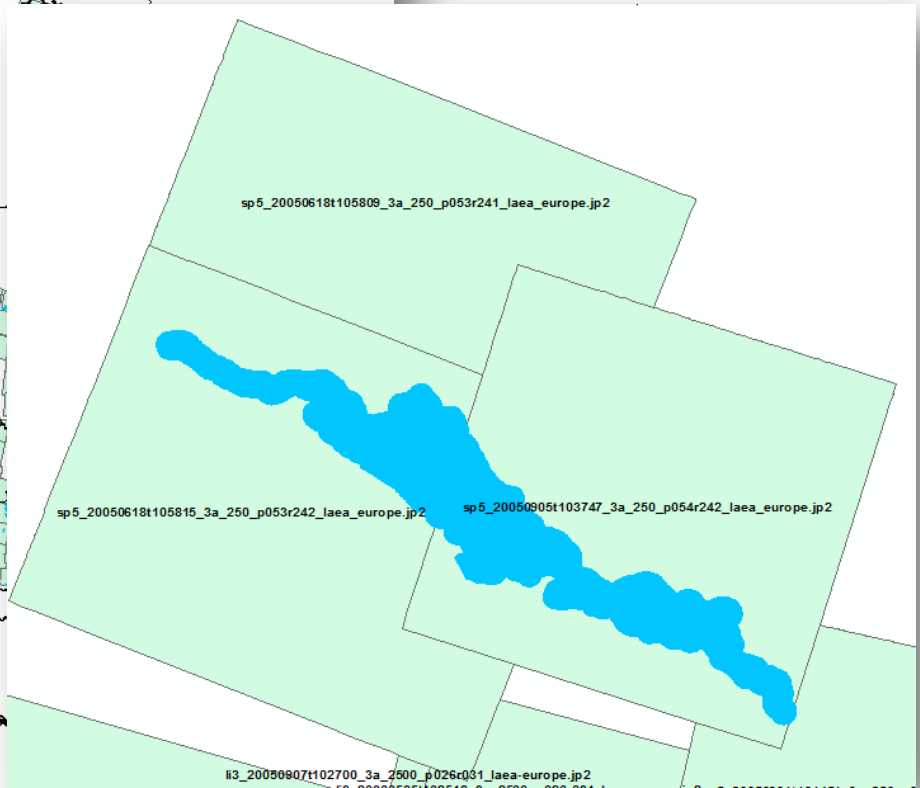 sp5_20050618t105809_3a_250_p053r241_laea_europe.jp2
sp5_20050618t105815_3a_250_p053r242_laea_europe.jp2
sp5_20050905t103747_3a_250_p054r242_laea_europe.jp2
li3_20050907t102700_3a_2500_p026r031_laea-europe.jp2